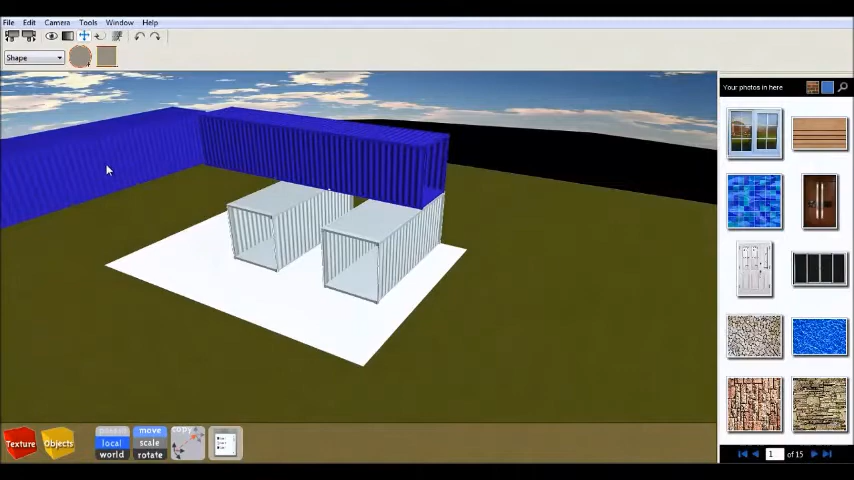 File Edit Camera Tools Window Help
Shape
Your photos in here
Texture
Objects
local
world
move
scale
rotate
copy
1 of 15